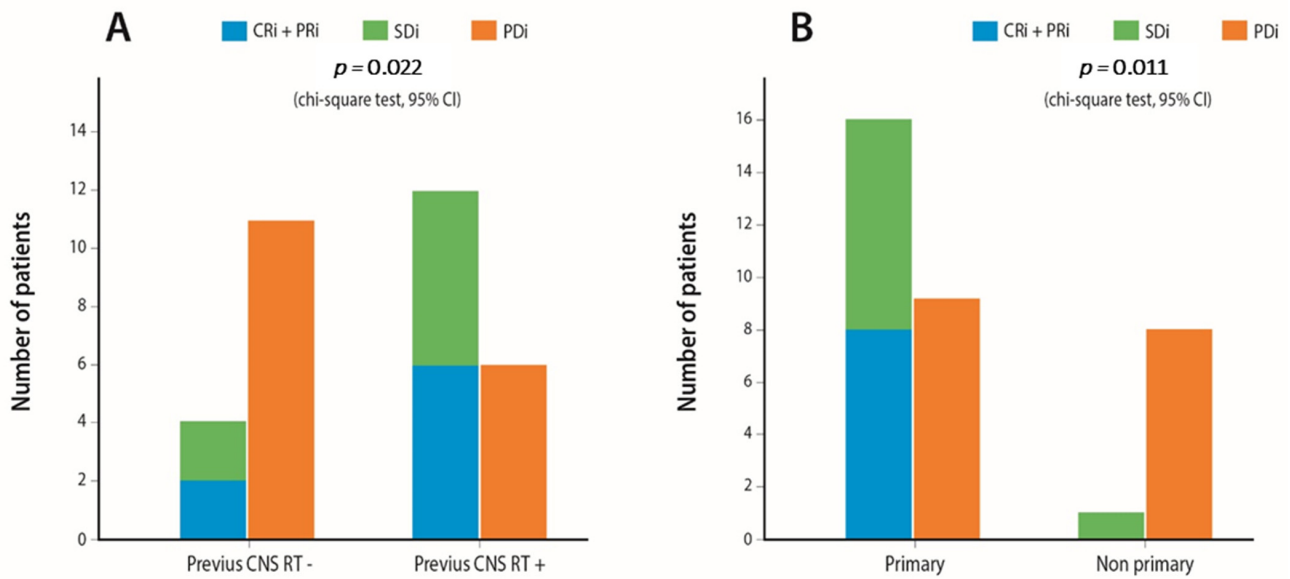 A
CRi + PRi
SDi
PDi
p = 0.022
(chi-square test, 95% CI)
Number of patients
14
12
10
8
6
4
2
0
Previus CNS RT -
Previus CNS RT +
B
CRi + PRi
SDi
PDi
p = 0.011
(chi-square test, 95% CI)
Number of patients
16
14
12
10
8
6
4
2
0
Primary
Non primary